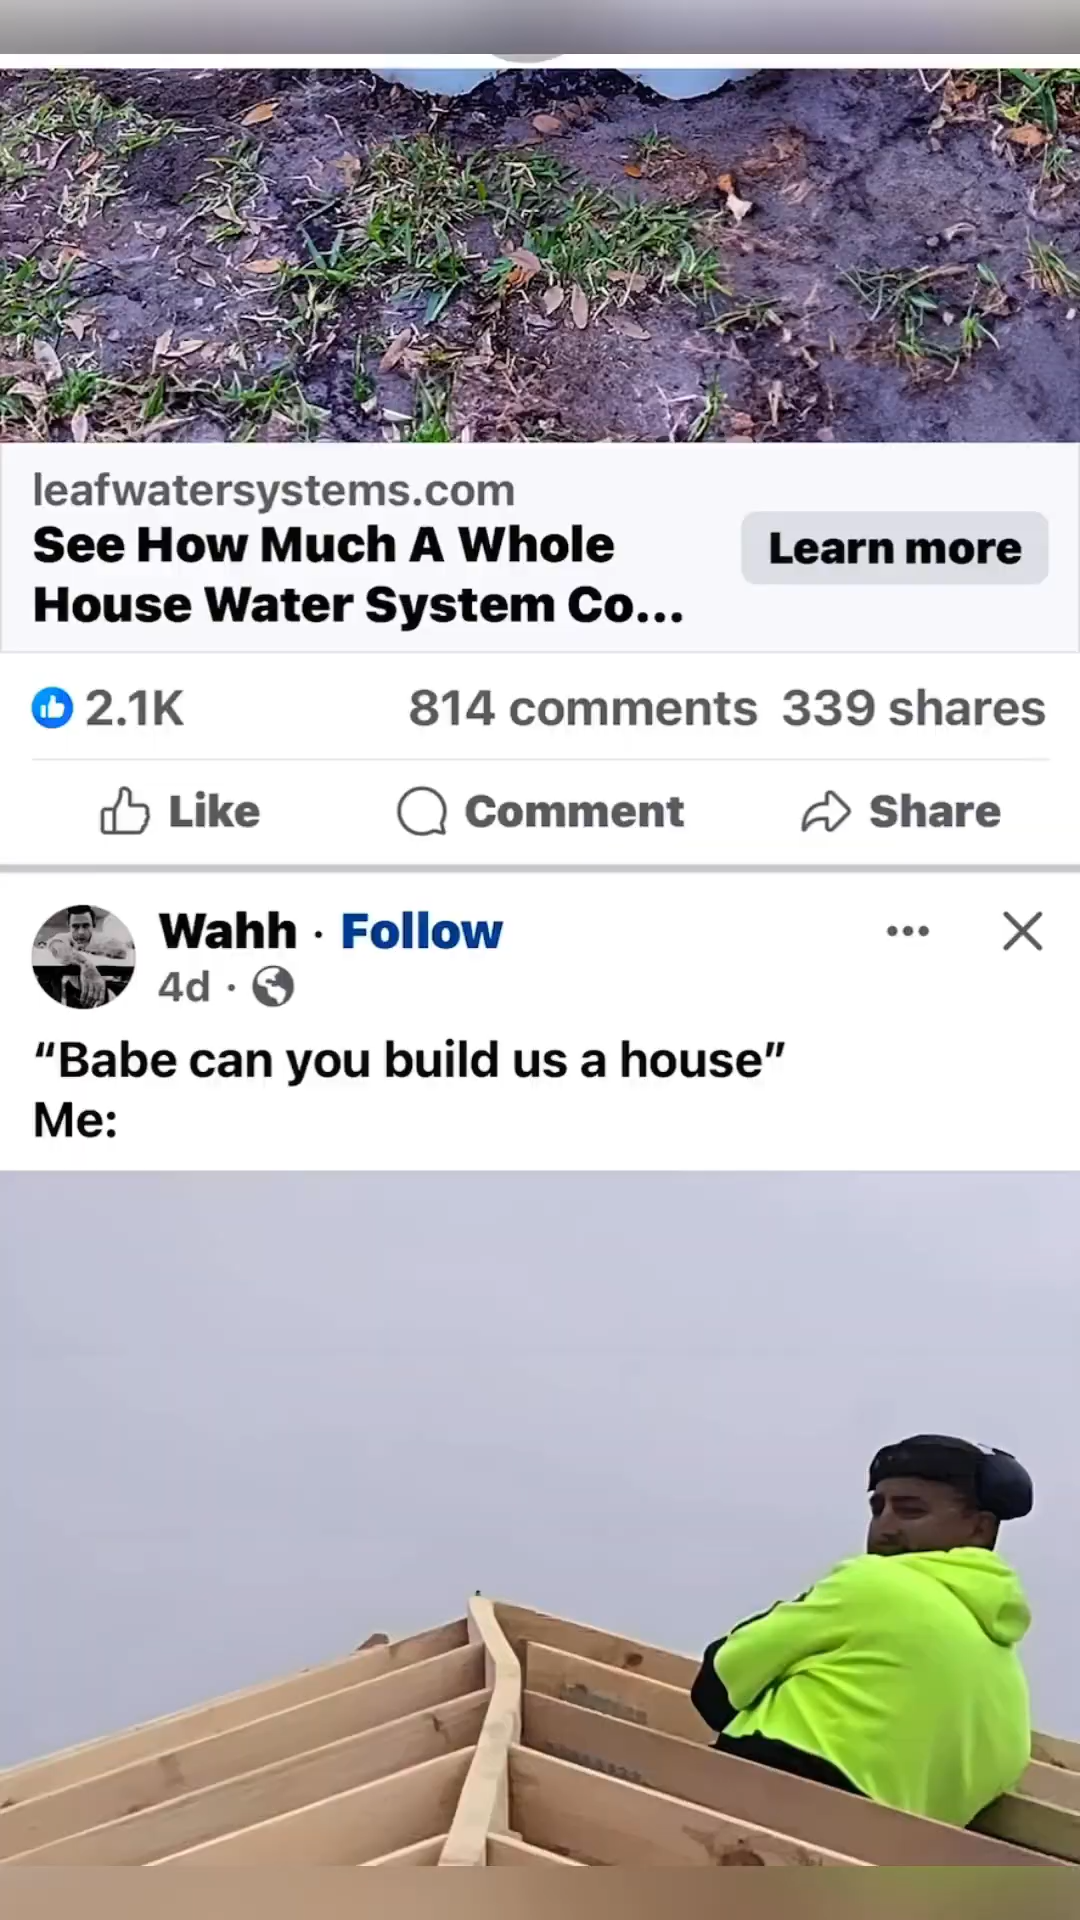 leafwatersystems.com
See How Much A Whole
House Water System Co...
Learn more
2.1K
814 comments 339 shares
Like
Comment
Share
Wahh · Follow
4d ·
“Babe can you build us a house”
Me: